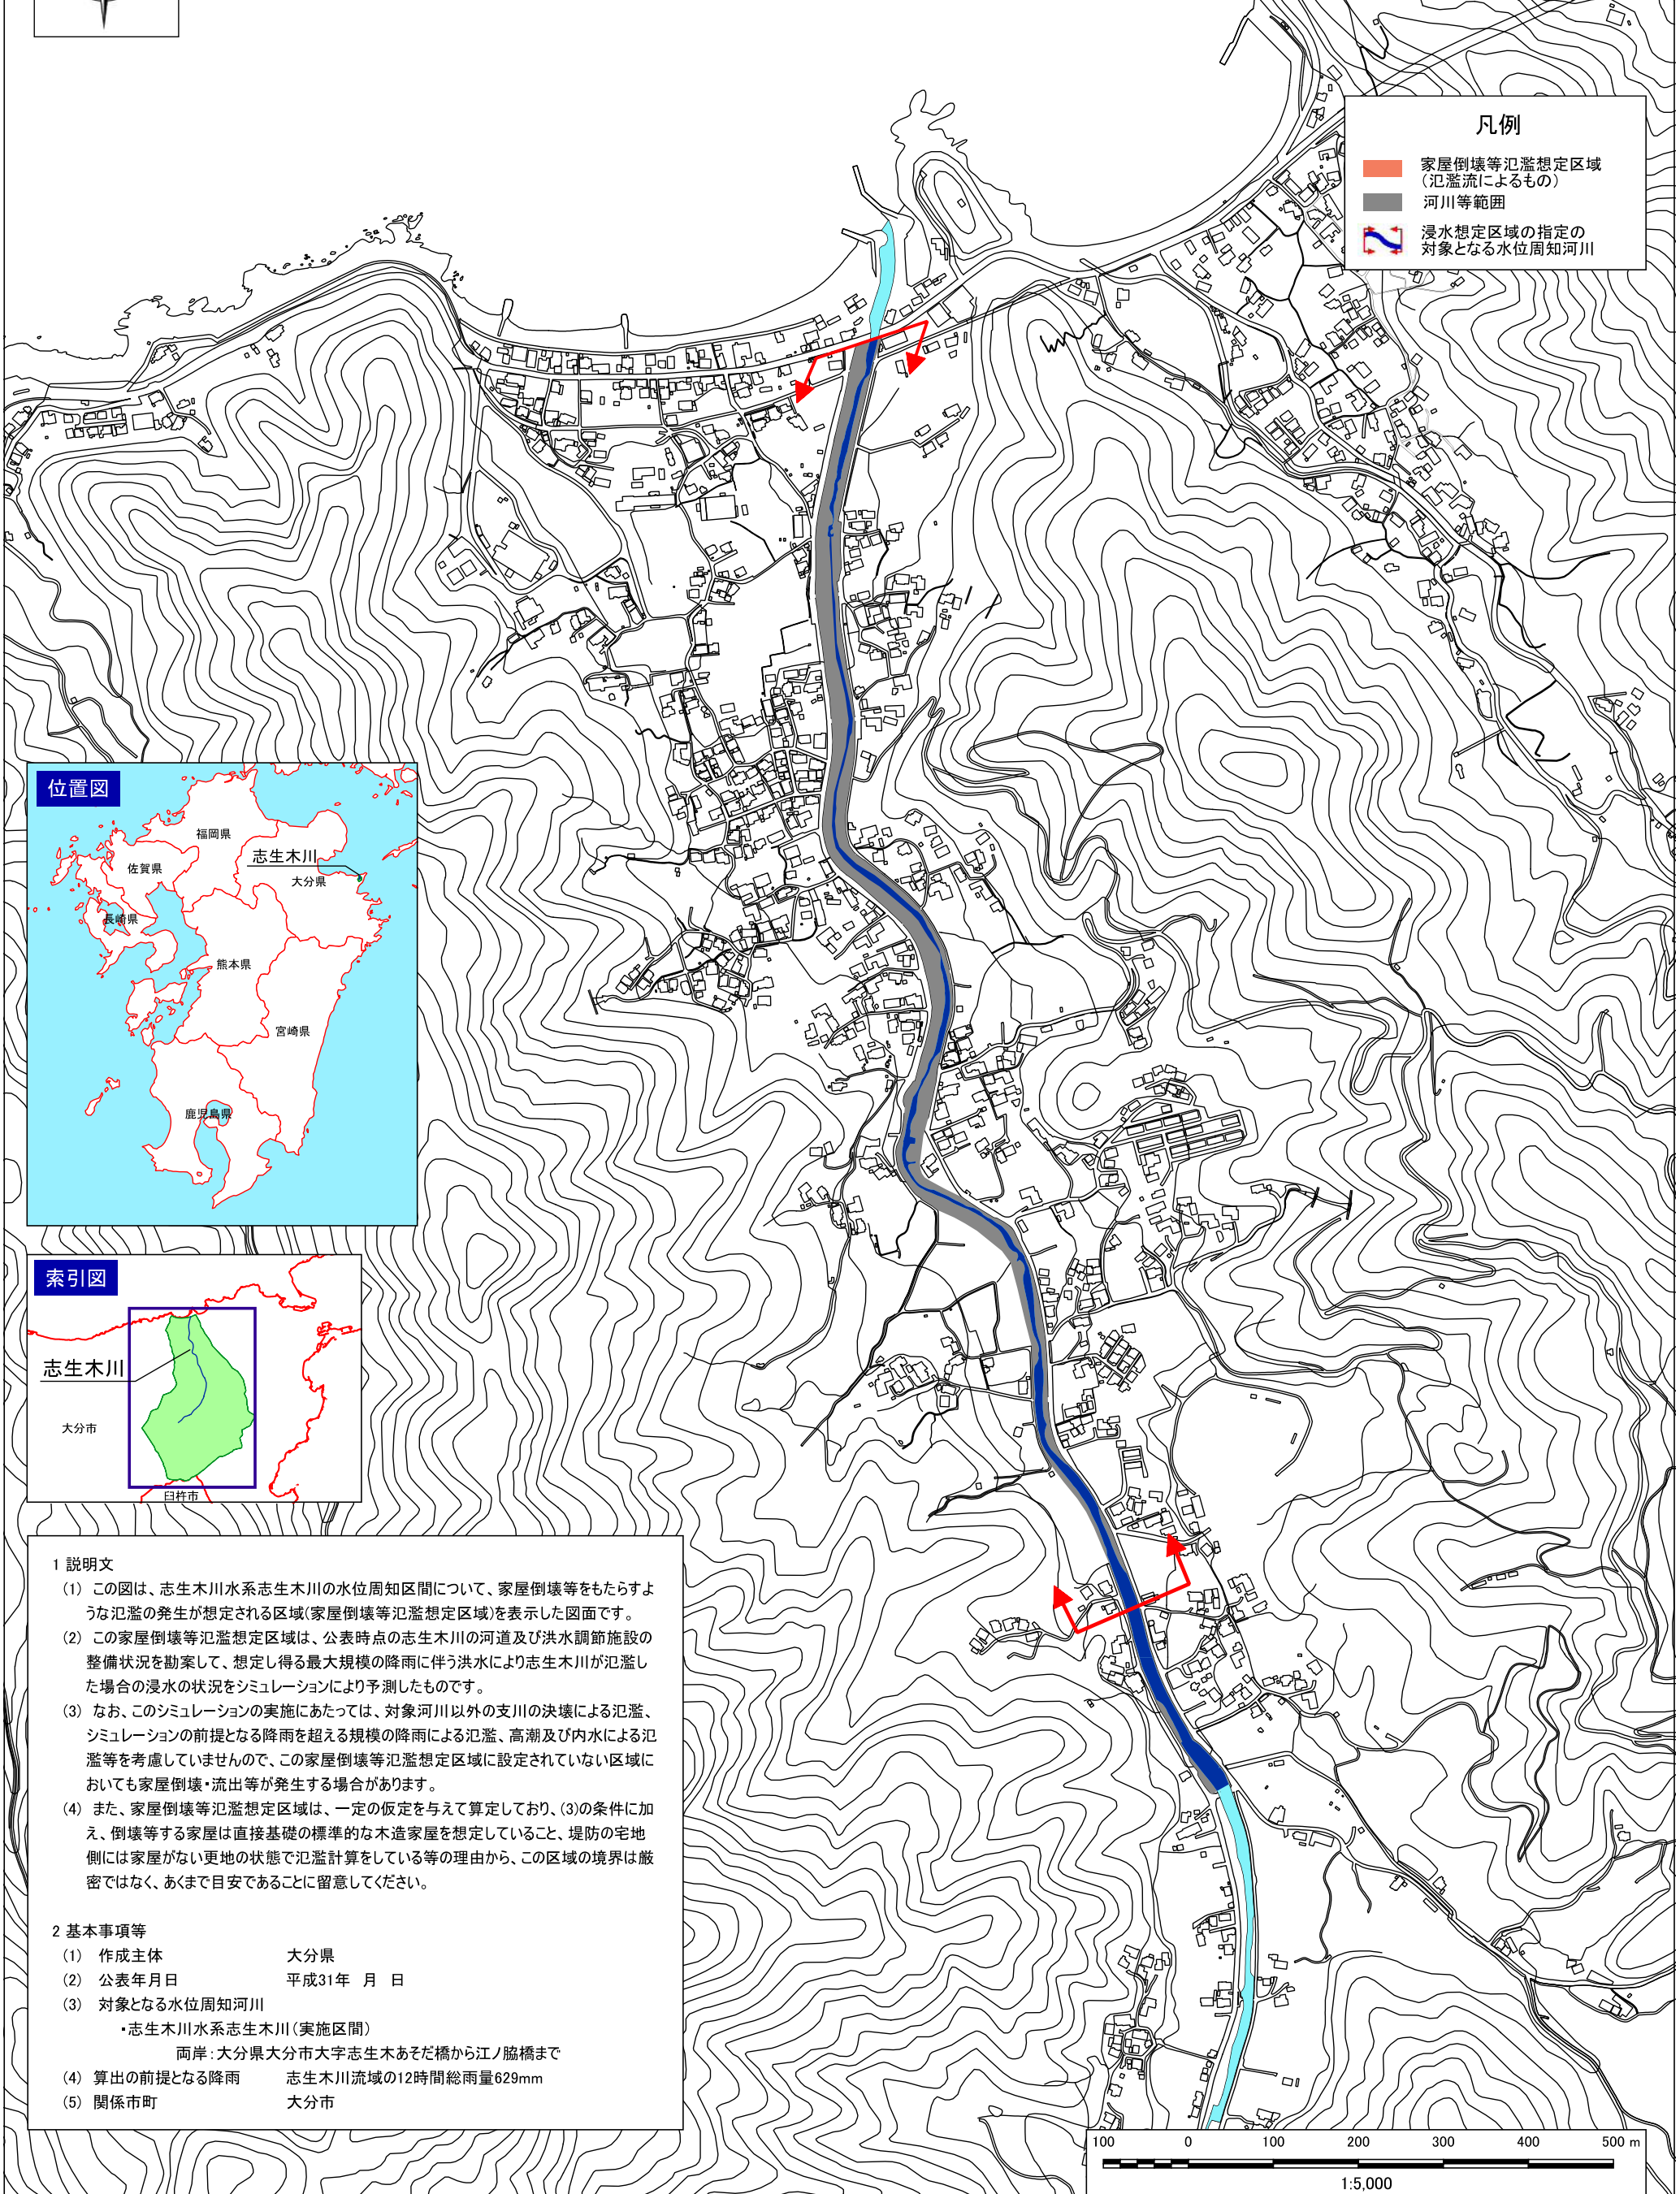 凡例
家屋倒壊等氾濫想定区域
(氾濫流によるもの)
河川等範囲
浸水想定区域の指定の
対象となる水位周知河川
位置図
福岡県
志生木川
佐賀県
大分県
長崎県
熊本県
宮崎県
鹿児島県
索引図
志生木川
大分市
臼杵市
1 説明文
(1) この図は、志生木川水系志生木川の水位周知区間について、家屋倒壊等をもたらすよ
うな氾濫の発生が想定される区域(家屋倒壊等氾濫想定区域)を表示した図面です。
(2) この家屋倒壊等氾濫想定区域は、公表時点の志生木川の河道及び洪水調節施設の
整備状況を勘案して、想定し得る最大規模の降雨に伴う洪水により志生木川が氾濫し
た場合の浸水の状況をシミュレーションにより予測したものです。
(3) なお、このシミュレーションの実施にあたっては、対象河川以外の支川の決壊による氾濫、
シミュレーションの前提となる降雨を超える規模の降雨による氾濫、高潮及び内水による氾
濫等を考慮していませんので、この家屋倒壊等氾濫想定区域に設定されていない区域に
おいても家屋倒壊・流出等が発生する場合があります。
(4) また、家屋倒壊等氾濫想定区域は、一定の仮定を与えて算定しており、(3)の条件に加
え、倒壊等する家屋は直接基礎の標準的な木造家屋を想定していること、堤防の宅地
側には家屋がない更地の状態で氾濫計算をしている等の理由から、この区域の境界は厳
密ではなく、あくまで目安であることに留意してください。
2 基本事項等
(1) 作成主体 大分県
(2) 公表年月日 平成31年 月 日
(3) 対象となる水位周知河川
・志生木川水系志生木川(実施区間)
両岸:大分県大分市大字志生木あそだ橋から江ノ脇橋まで
(4) 算出の前提となる降雨 志生木川流域の12時間総雨量629mm
(5) 関係市町 大分市
100 0 100 200 300 400 500 m
1:5,000